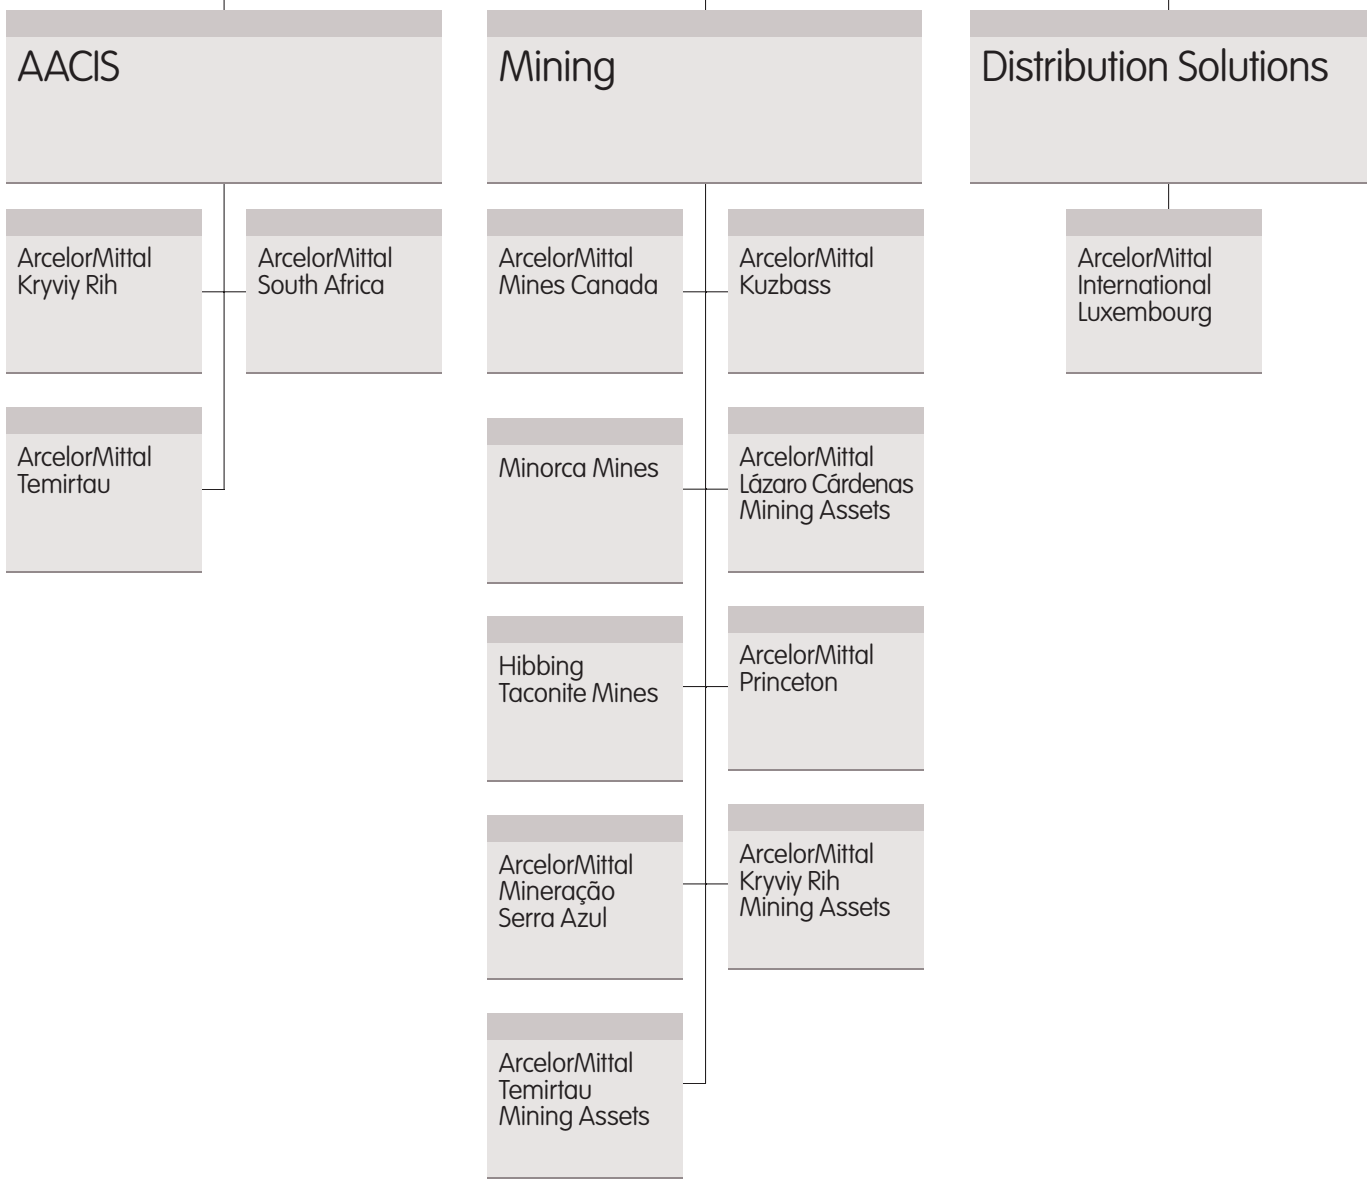 AACIS
ArcelorMittal
Kryviy Rih
ArcelorMittal
South Africa
ArcelorMittal
Temirtau
Mining
ArcelorMittal
Mines Canada
ArcelorMittal
Kuzbass
Minorca Mines
ArcelorMittal
Lázaro Cárdenas
Mining Assets
Hibbing
Taconite Mines
ArcelorMittal
Princeton
ArcelorMittal
Mineração
Serra Azul
ArcelorMittal
Kryviy Rih
Mining Assets
ArcelorMittal
Temirtau
Mining Assets
Distribution Solutions
ArcelorMittal
International
Luxembourg